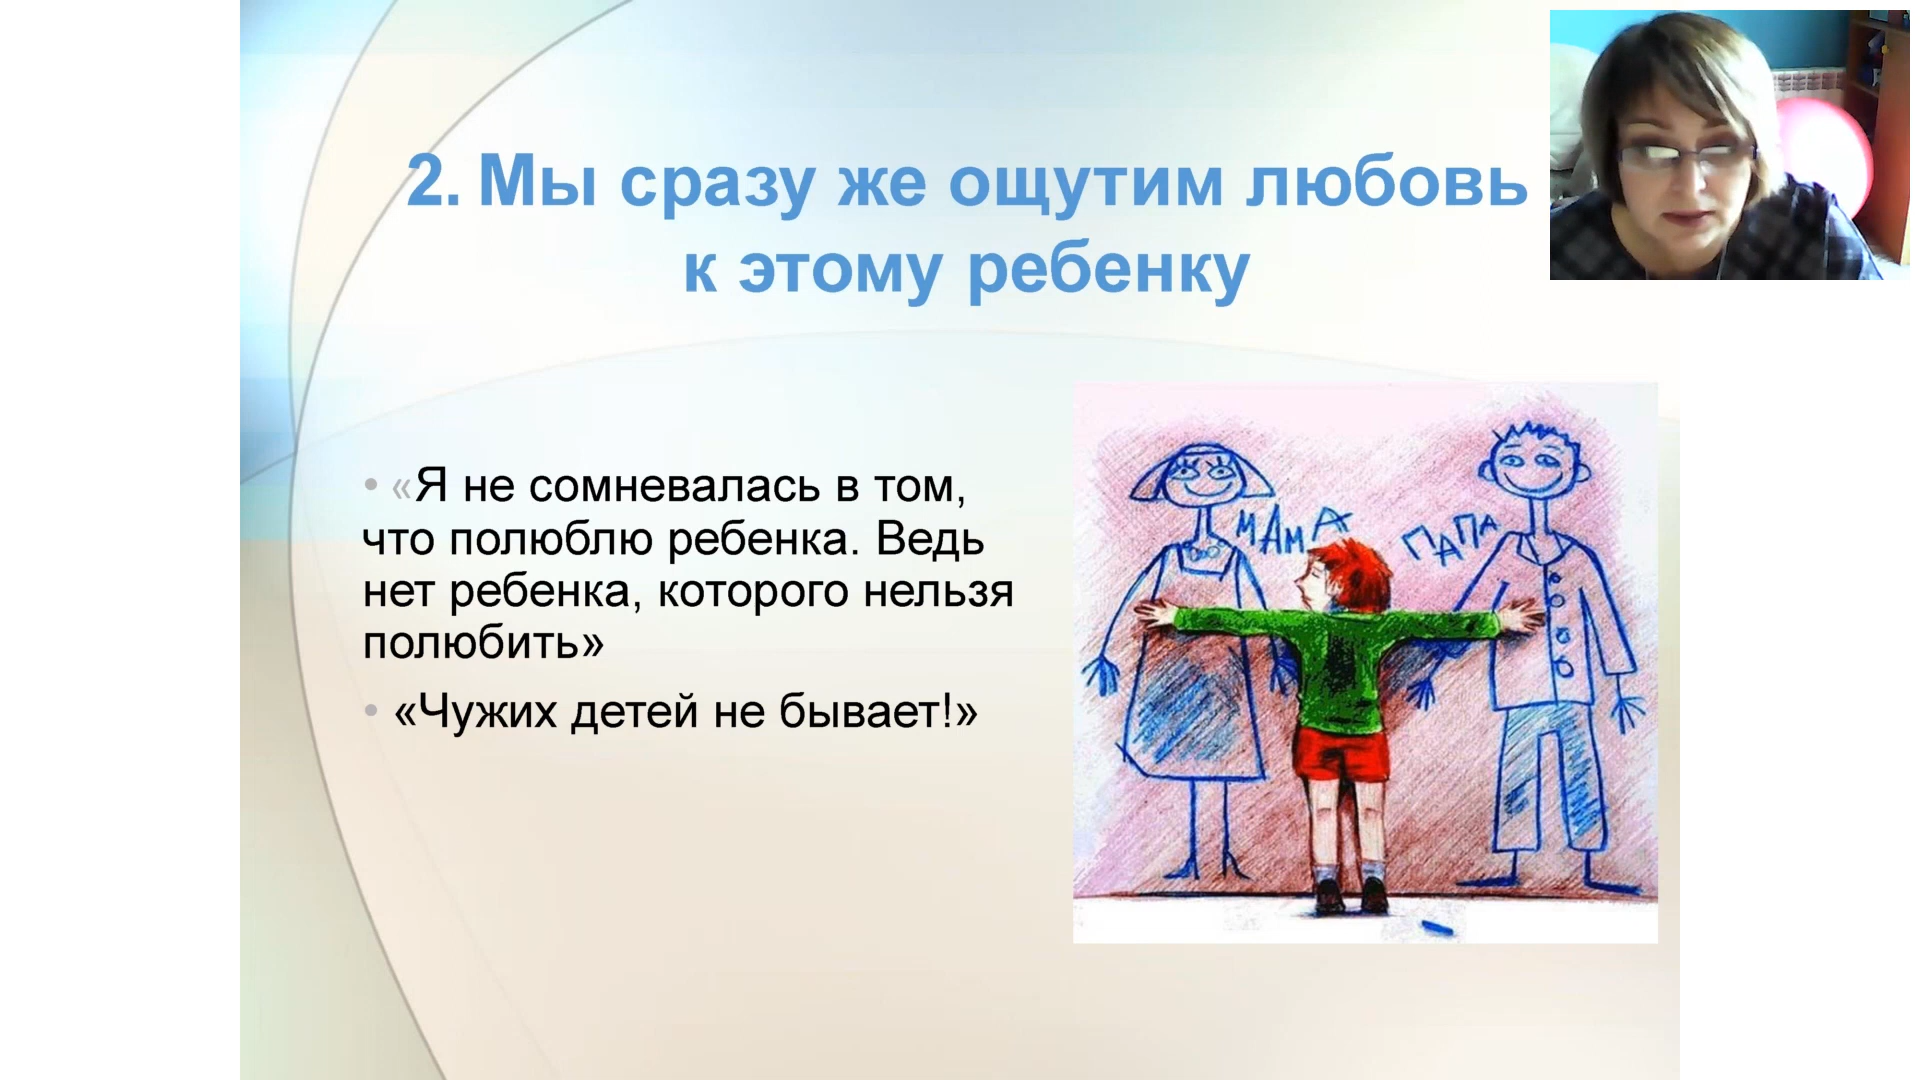 2. Мы сразу же ощутим любовь
к этому ребенку
• «Я не сомневалась в том,
что полюблю ребенка. Ведь
нет ребенка, которого нельзя
полюбить»
• «Чужих детей не бывает!»
МАМА
ПАПА